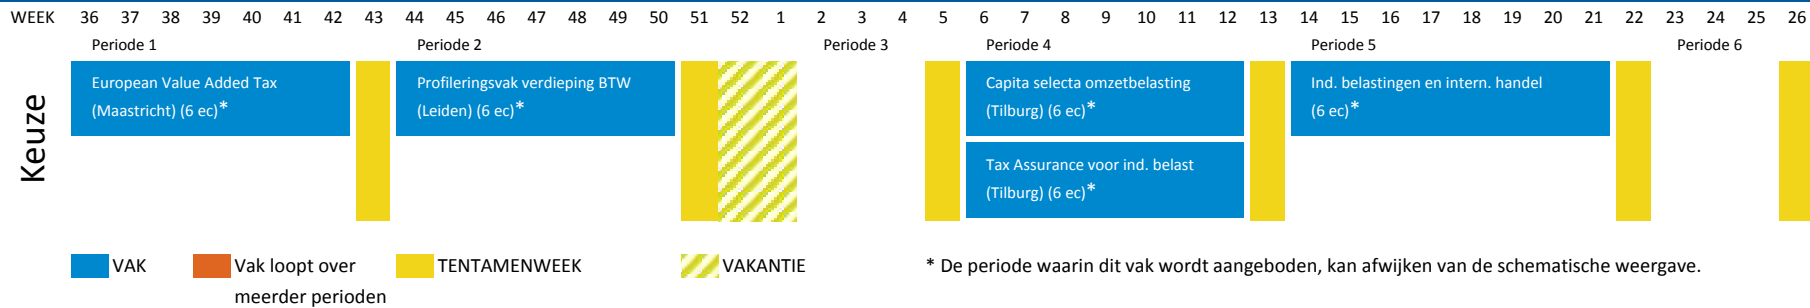 WEEK 36 37 38 39 40 41 42 43 44 45 46 47 48 49 50 51 52 1 2 3 4 5 6 7 8 9 10 11 12 13 14 15 16 17 18 19 20 21 22 23 24 25 26
Periode 1 Periode 2 Periode 3 Periode 4 Periode 5 Periode 6
Keuze
European Value Added Tax
(Maastricht) (6 ec)*
Profileringsvak verdieping BTW
(Leiden) (6 ec)*
Capita selecta omzetbelasting
(Tilburg) (6 ec)*
Ind. belastingen en intern. handel
(6 ec)*
Tax Assurance voor ind. belast
(Tilburg) (6 ec)*
VAK
Vak loopt over
meerder perioden
TENTAMENWEEK
VAKANTIE
* De periode waarin dit vak wordt aangeboden, kan afwijken van de schematische weergave.